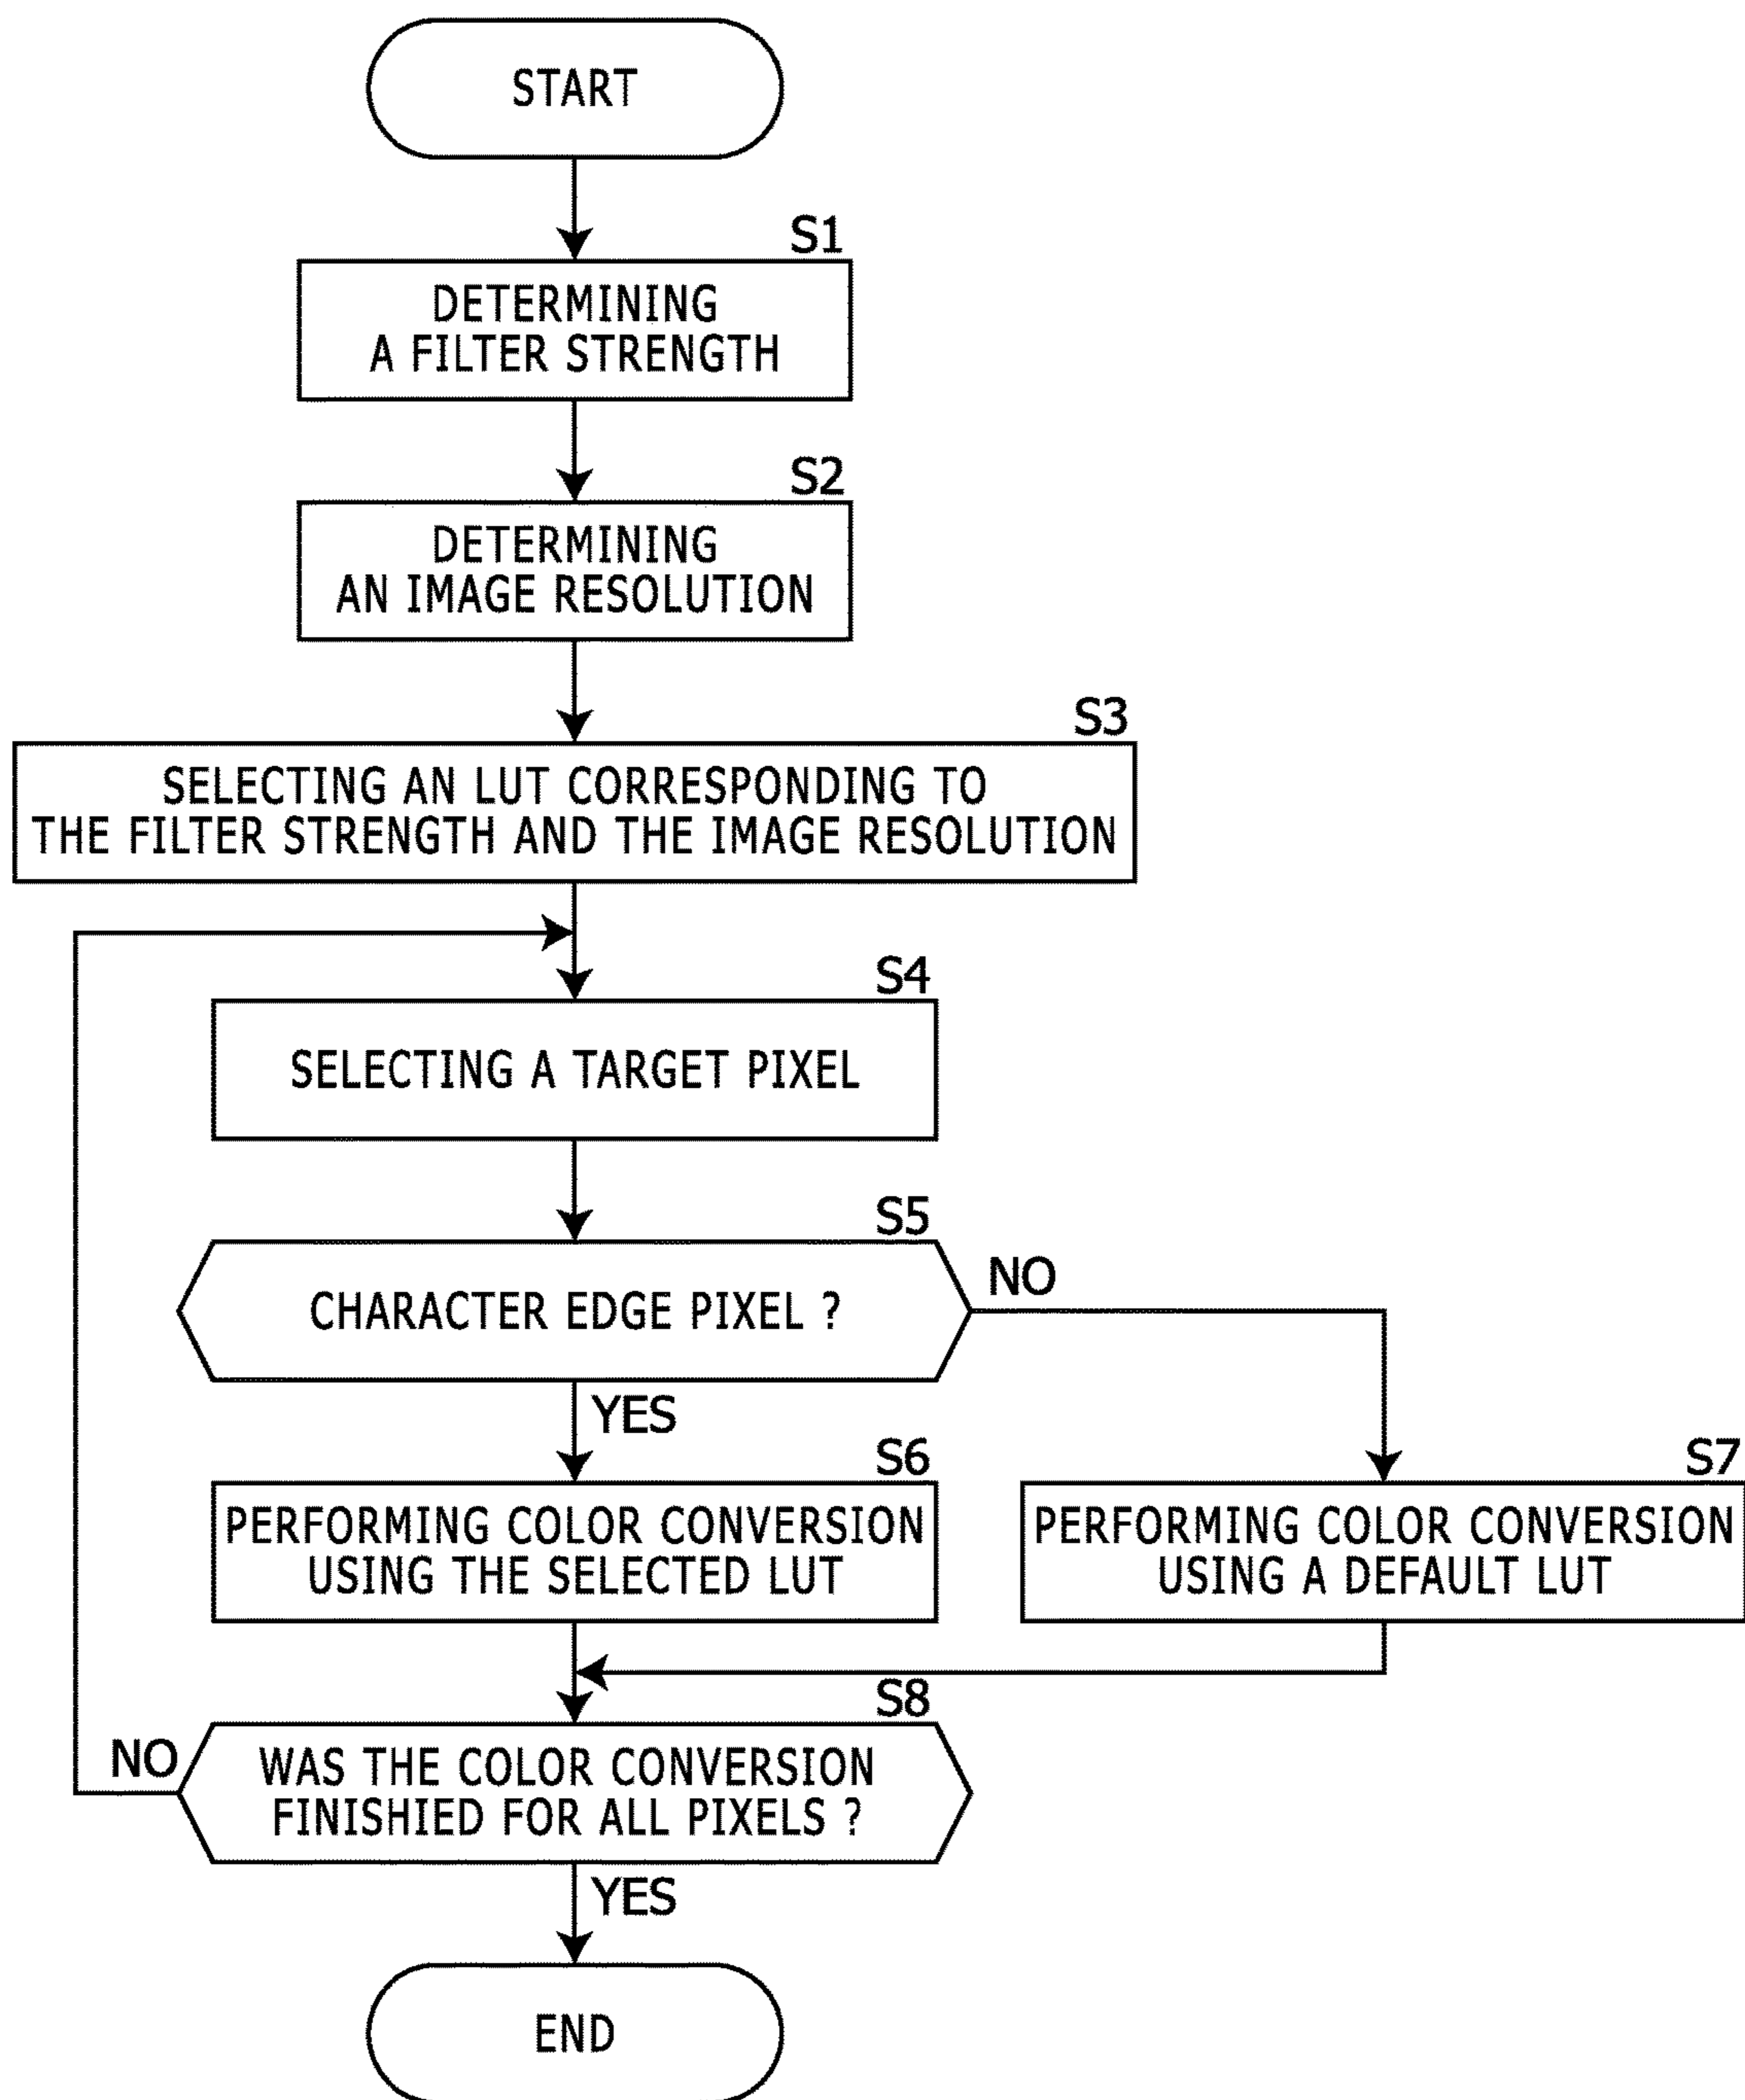 START
S1
DETERMINING
A FILTER STRENGTH
S2
DETERMINING
AN IMAGE RESOLUTION
S3
SELECTING AN LUT CORRESPONDING TO
THE FILTER STRENGTH AND THE IMAGE RESOLUTION
S4
SELECTING A TARGET PIXEL
S5
CHARACTER EDGE PIXEL ?
NO
YES
S6
PERFORMING COLOR CONVERSION
USING THE SELECTED LUT
S7
PERFORMING COLOR CONVERSION
USING A DEFAULT LUT
S8
WAS THE COLOR CONVERSION
FINISHIED FOR ALL PIXELS ?
NO
YES
END